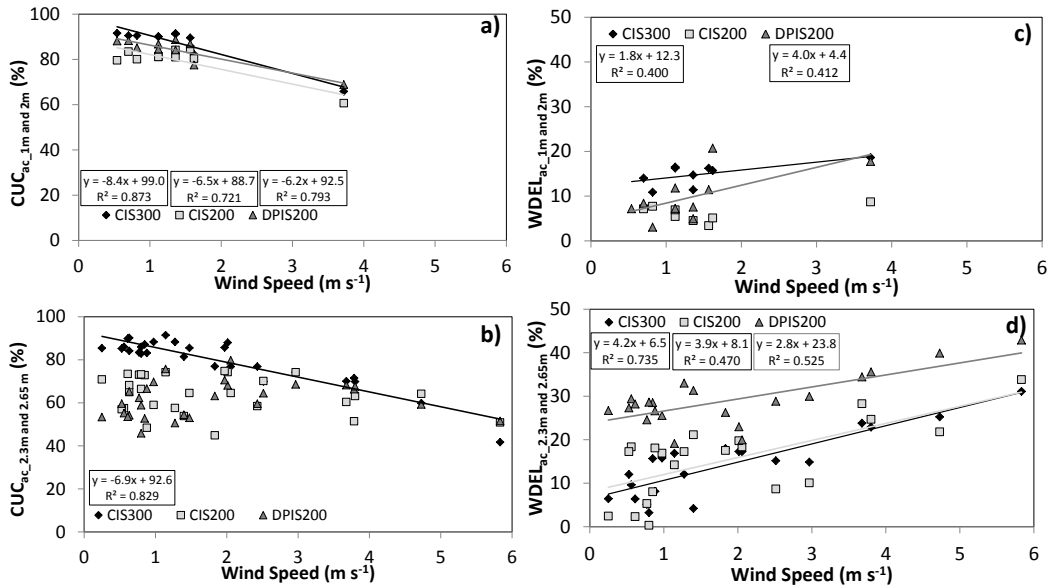 a)
CUCac_1m and 2m (%)
100
80
60
40
20
0
y = -8.4x + 99.0
R² = 0.873
y = -6.5x + 88.7
R² = 0.721
y = -6.2x + 92.5
R² = 0.793
CIS300 CIS200 DPIS200
0 1 2 3 4 5 6
Wind Speed (m s-1)
c)
WDELac_1m and 2m (%)
50
40
30
20
10
0
CIS300 CIS200 DPIS200
y = 1.8x + 12.3
R² = 0.400
y = 4.0x + 4.4
R² = 0.412
0 1 2 3 4 5 6
Wind Speed (m s-1)
b)
CUCac_2.3m and 2.65 m (%)
100
80
60
40
20
0
y = -6.9x + 92.6
R² = 0.829
CIS300 CIS200 DPIS200
0 1 2 3 4 5 6
Wind Speed (m s-1)
d)
WDELac_2.3m and 2.65m (%)
50
40
30
20
10
0
CIS300 CIS200 DPIS200
y = 4.2x + 6.5
R² = 0.735
y = 3.9x + 8.1
R² = 0.470
y = 2.8x + 23.8
R² = 0.525
0 1 2 3 4 5 6
Wind Speed (m s-1)